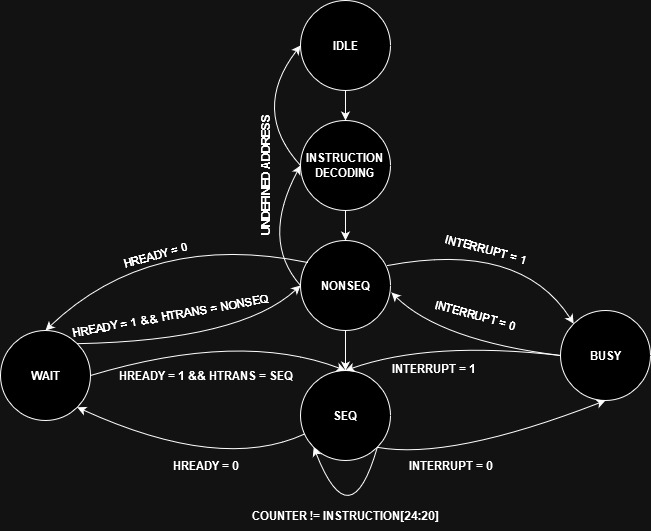 IDLE
UNDEFINED ADDRESS
INSTRUCTION
DECODING
HREADY = 0
INTERRUPT = 1
NONSEQ
HREADY = 1 && HTRANS = NONSEQ
INTERRUPT = 0
WAIT
HREADY = 1 && HTRANS = SEQ
INTERRUPT = 1
BUSY
SEQ
HREADY = 0
INTERRUPT = 0
COUNTER != INSTRUCTION[24:20]